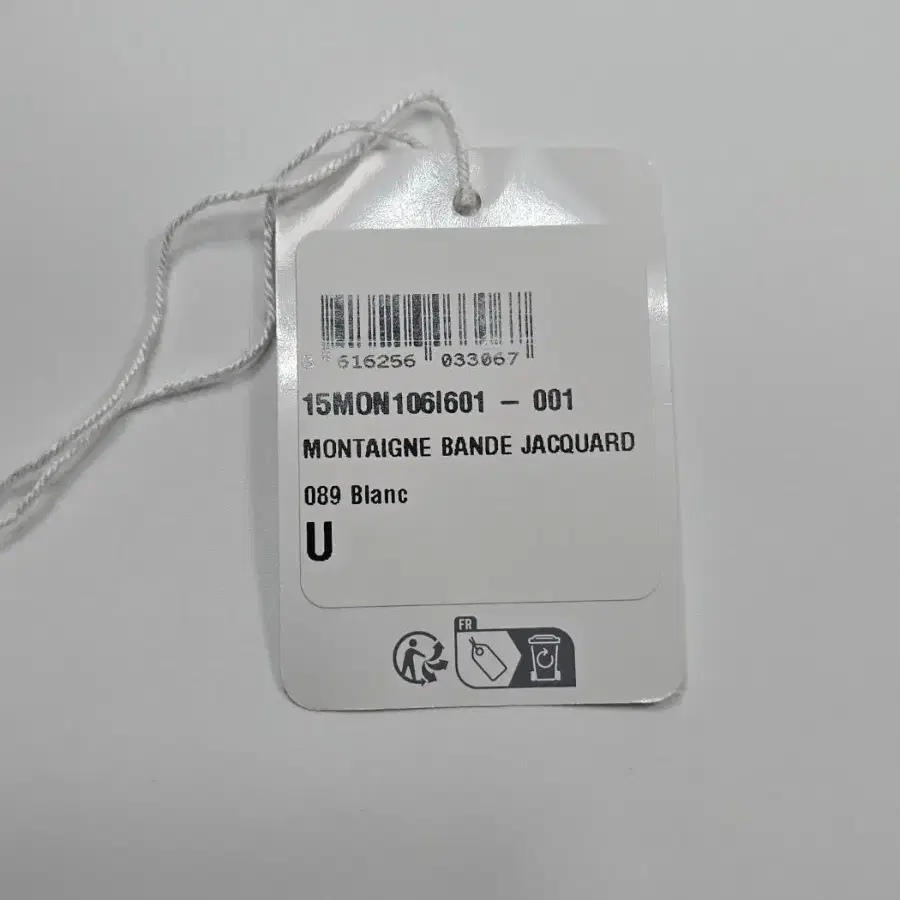 3 616256 033067
15MON106I601 – 001
MONTAIGNE BANDE JACQUARD
089 Blanc
U
FR